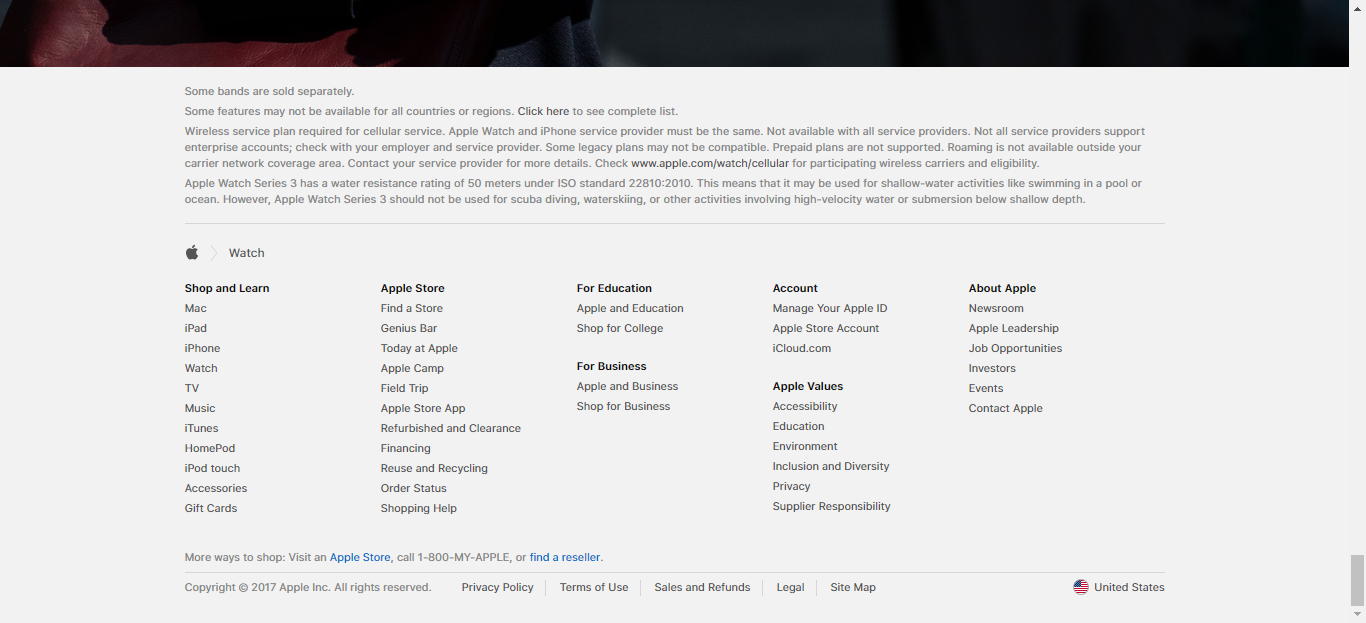 Some bands are sold separately.
Some features may not be available for all countries or regions. Click here to see complete list.
Wireless service plan required for cellular service. Apple Watch and iPhone service provider must be the same. Not available with all service providers. Not all service providers support
enterprise accounts; check with your employer and service provider. Some legacy plans may not be compatible. Prepaid plans are not supported. Roaming is not available outside your
carrier network coverage area. Contact your service provider for more details. Check www.apple.com/watch/cellular for participating wireless carriers and eligibility.
Apple Watch Series 3 has a water resistance rating of 50 meters under ISO standard 22810:2010. This means that it may be used for shallow-water activities like swimming in a pool or
ocean. However, Apple Watch Series 3 should not be used for scuba diving, waterskiing, or other activities involving high-velocity water or submersion below shallow depth.
Watch
Shop and Learn
Mac
iPad
iPhone
Watch
TV
Music
iTunes
HomePod
iPod touch
Accessories
Gift Cards
Apple Store
Find a Store
Genius Bar
Today at Apple
Apple Camp
Field Trip
Apple Store App
Refurbished and Clearance
Financing
Reuse and Recycling
Order Status
Shopping Help
For Education
Apple and Education
Shop for College
For Business
Apple and Business
Shop for Business
Account
Manage Your Apple ID
Apple Store Account
iCloud.com
Apple Values
Accessibility
Education
Environment
Inclusion and Diversity
Privacy
Supplier Responsibility
About Apple
Newsroom
Apple Leadership
Job Opportunities
Investors
Events
Contact Apple
More ways to shop: Visit an Apple Store, call 1-800-MY-APPLE, or find a reseller.
Copyright © 2017 Apple Inc. All rights reserved. Privacy Policy Terms of Use Sales and Refunds Legal Site Map United States